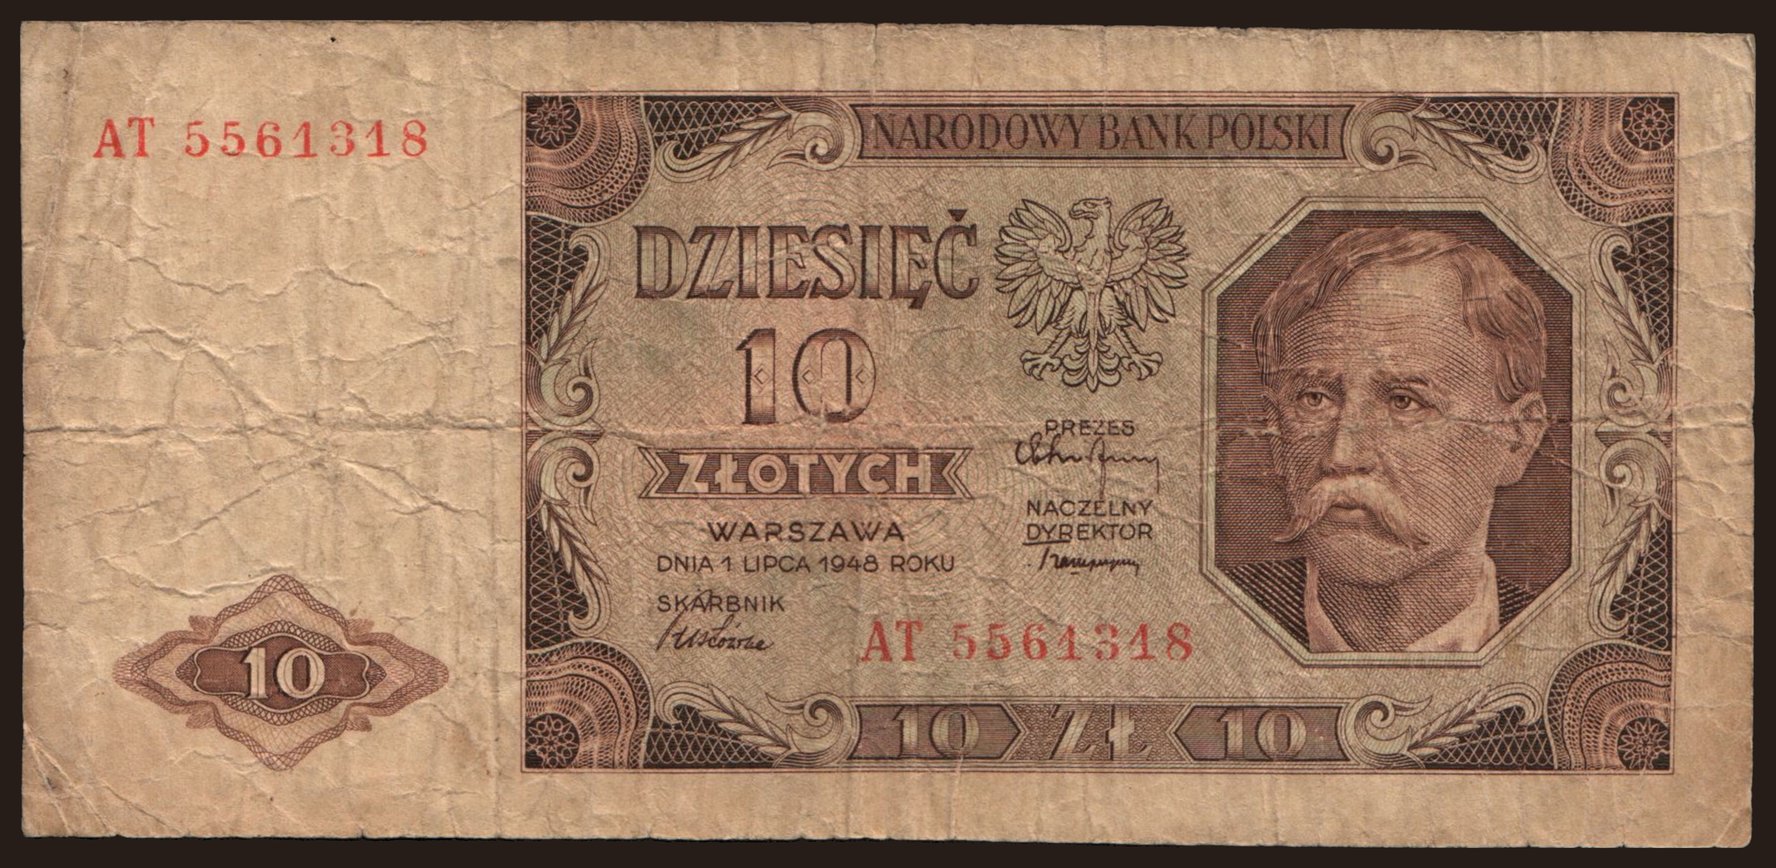 AT 5561318
NARODOWY BANK POLSKI
DZIESIĘĆ
10
ZŁOTYCH
WARSZAWA
DNIA 1 LIPCA 1948 ROKU
SKARBNIK
PREZES
NACZELNY
DYREKTOR
AT 5561318
10
10 ZŁ 10